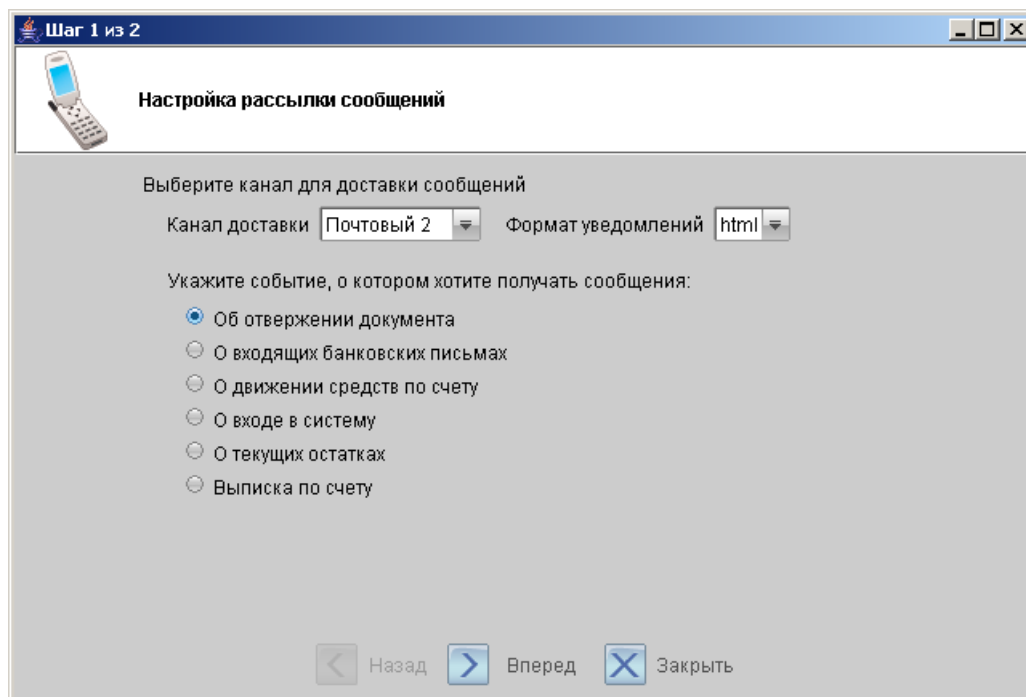 Шаг 1 из 2
Настройка рассылки сообщений
Выберите канал для доставки сообщений
Канал доставки Почтовый 2 Формат уведомлений html
Укажите событие, о котором хотите получать сообщения:
Об отвержении документа
О входящих банковских письмах
О движении средств по счету
О входе в систему
О текущих остатках
Выписка по счету
Назад Вперед Закрыть